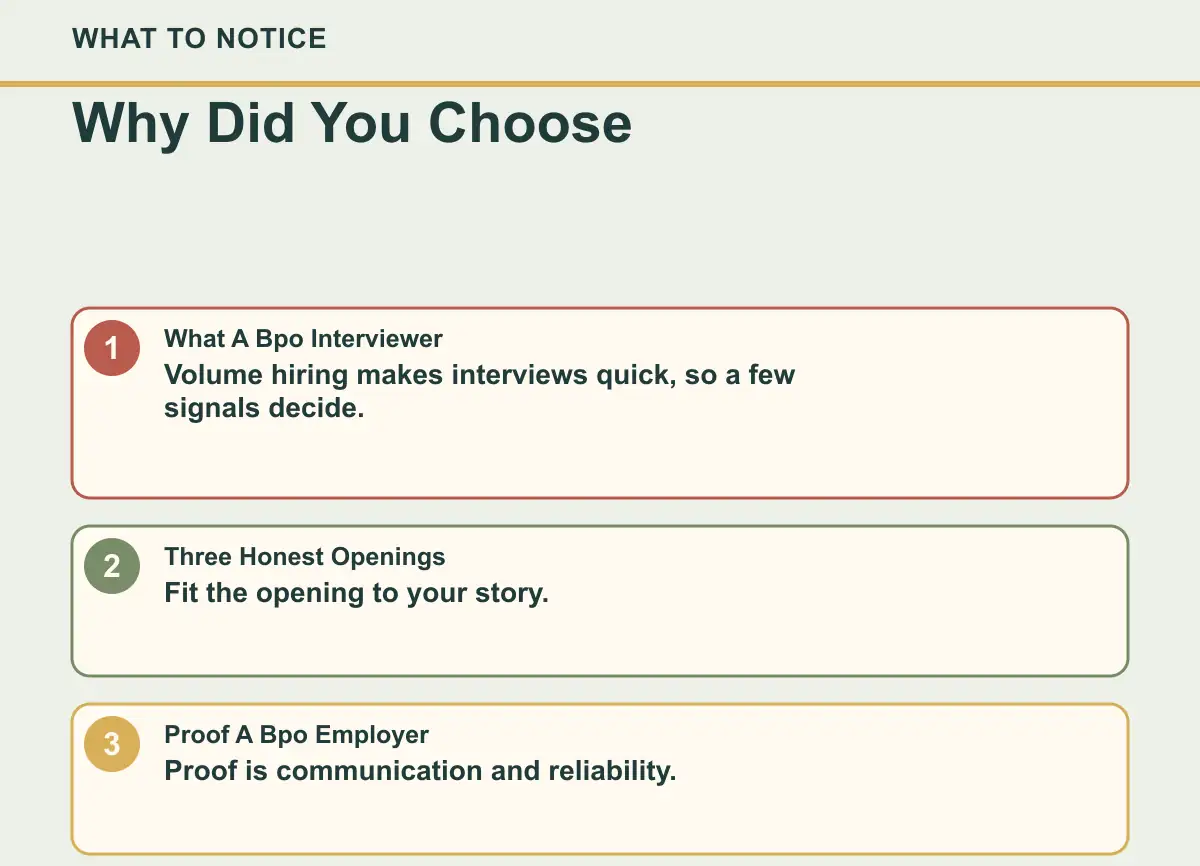 WHAT TO NOTICE
Why Did You Choose
1
What A Bpo Interviewer
Volume hiring makes interviews quick, so a few
signals decide.
2
Three Honest Openings
Fit the opening to your story.
3
Proof A Bpo Employer
Proof is communication and reliability.